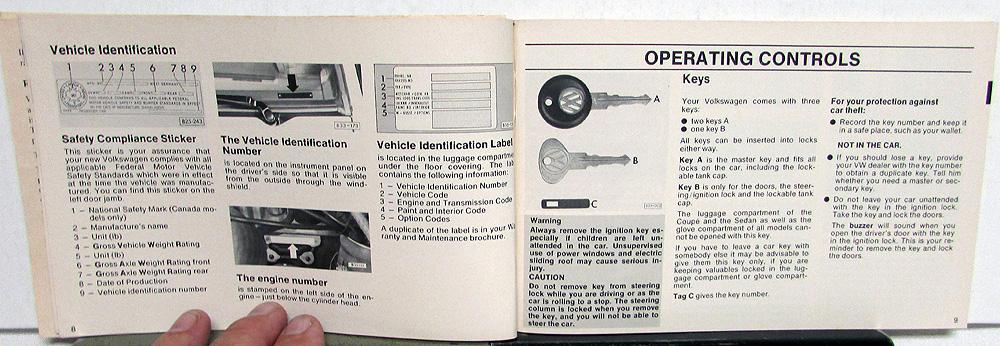 Vehicle Identification
1 2 3 4 5 6 7 8 9
B25-243
Safety Compliance Sticker
This sticker is your assurance that
your new Volkswagen complies with all
applicable Federal Motor Vehicle
Safety Standards which were in effect
at the time the vehicle was manufac-
tured. You can find this sticker on the
left door jamb.
1 – National Safety Mark (Canada mo-
dels only)
2 – Manufacture's name
3 – Unit (lb)
4 – Gross Vehicle Weight Rating
5 – Unit (lb)
6 – Gross Axle Weight Rating front
7 – Gross Axle Weight Rating rear
8 – Date of Production
9 – Vehicle identification number
8
The Vehicle Identification
Number
is located on the instrument panel on
the driver's side so that it is visible
from the outside through the wind-
shield.
The engine number
is stamped on the left side of the en-
gine – just below the cylinder head.
1
2
3
4
5
Vehicle Identification Label
is located in the luggage compartme
under the floor covering. The lab
contains the following information:
1 – Vehicle Identification Number
2 – Vehicle Code
3 – Engine and Transmission Code
4 – Paint and Interior Code
5 – Option Codes
A duplicate of the label is in your Wa
ranty and Maintenance brochure.
OPERATING CONTROLS
A
B
C
Warning
Always remove the ignition key es-
pecially if children are left un-
attended in the car. Unsupervised
use of power windows and electric
sliding roof may cause serious in-
jury.
CAUTION
Do not remove key from steering
lock while you are driving or as the
car is rolling to a stop. The steering
column is locked when you remove
the key, and you will not be able to
steer the car.
Keys
Your Volkswagen comes with three
keys:
● two keys A
● one key B
All keys can be inserted into locks
either way.
Key A is the master key and fits all
locks on the car, including the lock-
able tank cap.
Key B is only for the doors, the steer-
ing/ignition lock and the lockable tank
cap.
The luggage compartment of the
Coupé and the Sedan as well as the
glove compartment of all models can-
not be opened with this key.
If you have to leave a car key with
somebody else it may be advisable to
give them this key only, if you are
keeping valuables locked in the lug-
gage compartment or glove compart-
ment.
Tag C gives the key number.
For your protection against
car theft:
● Record the key number and keep it
in a safe place, such as your wallet.
NOT IN THE CAR.
● If you should lose a key, provide
your VW dealer with the key number
to obtain a duplicate key. Tell him
whether you need a master or sec-
ondary key.
● Do not leave your car unattended
with the key in the ignition lock.
Take the key and lock the doors.
The buzzer will sound when you
open the driver's door with the key
in the ignition lock. This is your re-
minder to remove the key and lock
the doors.
9